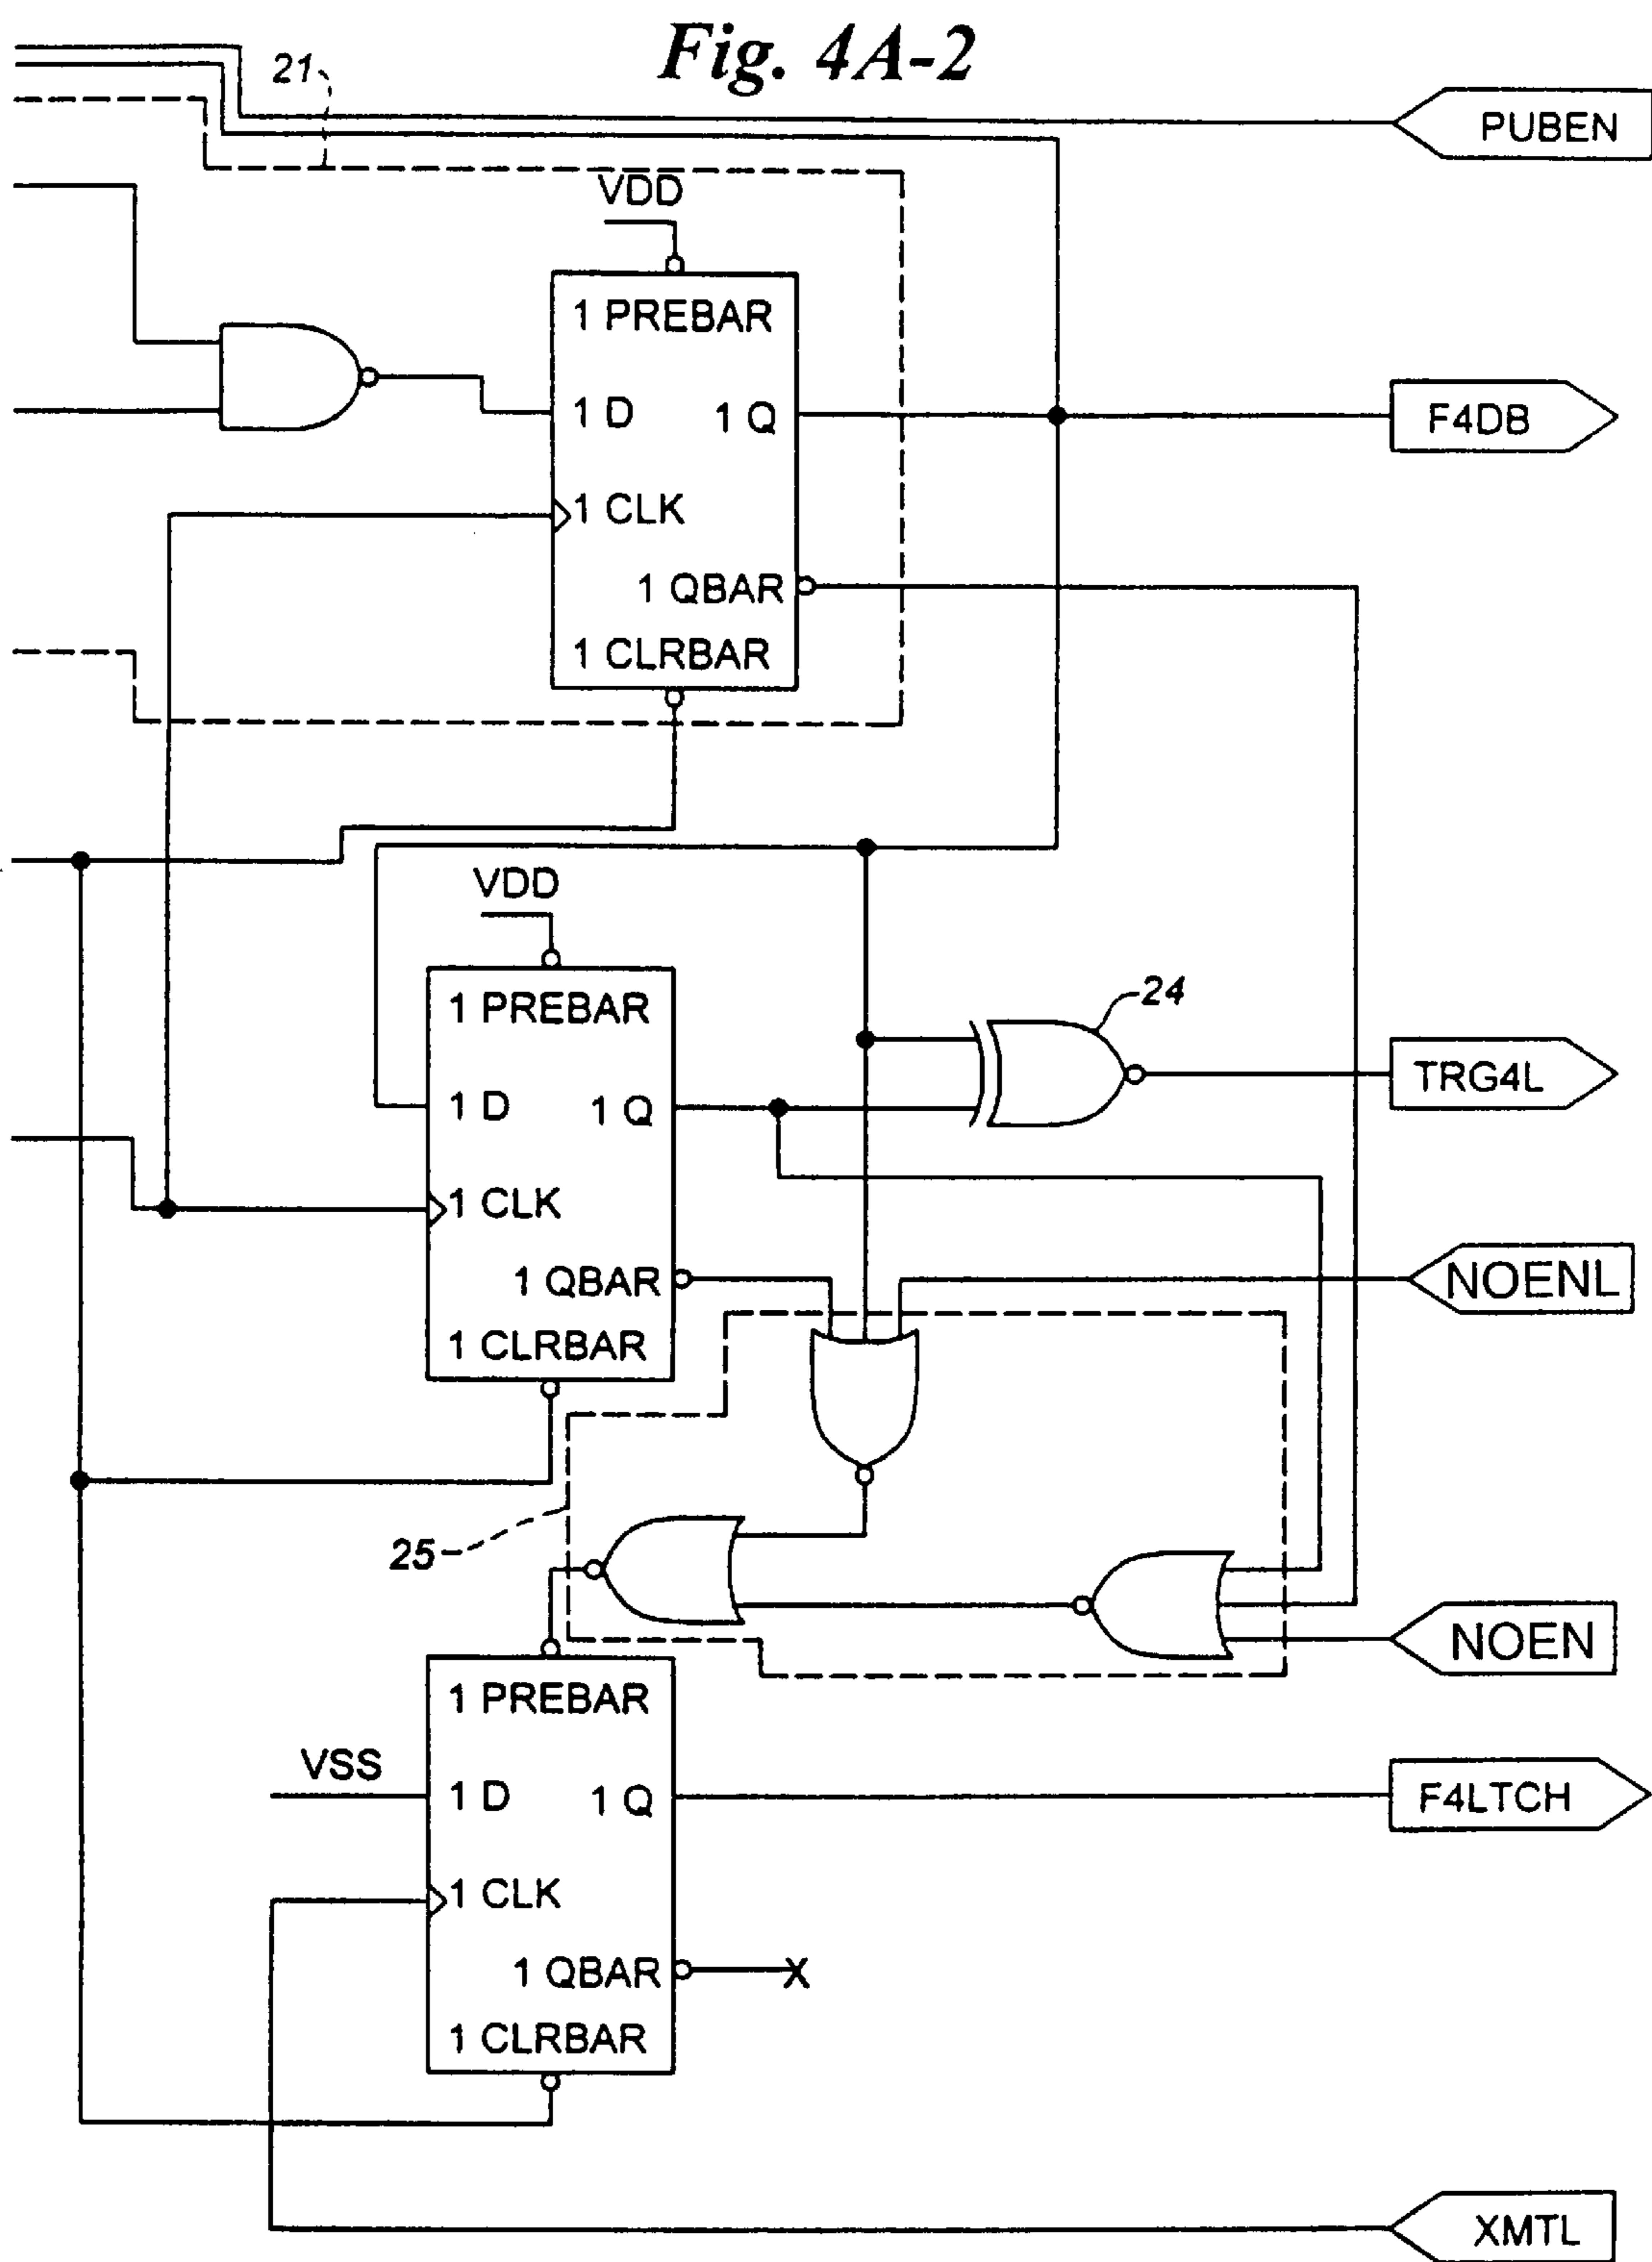 Fig. 4A-2
21
PUBEN
VDD
1 PREBAR
1 D 1 Q
F4DB
1 CLK
1 QBAR
1 CLRBAR
VDD
1 PREBAR
24
1 D 1 Q
TRG4L
1 CLK
1 QBAR
NOENL
1 CLRBAR
25
NOEN
1 PREBAR
VSS
1 D 1 Q
F4LTCH
1 CLK
1 QBAR X
1 CLRBAR
XMTL